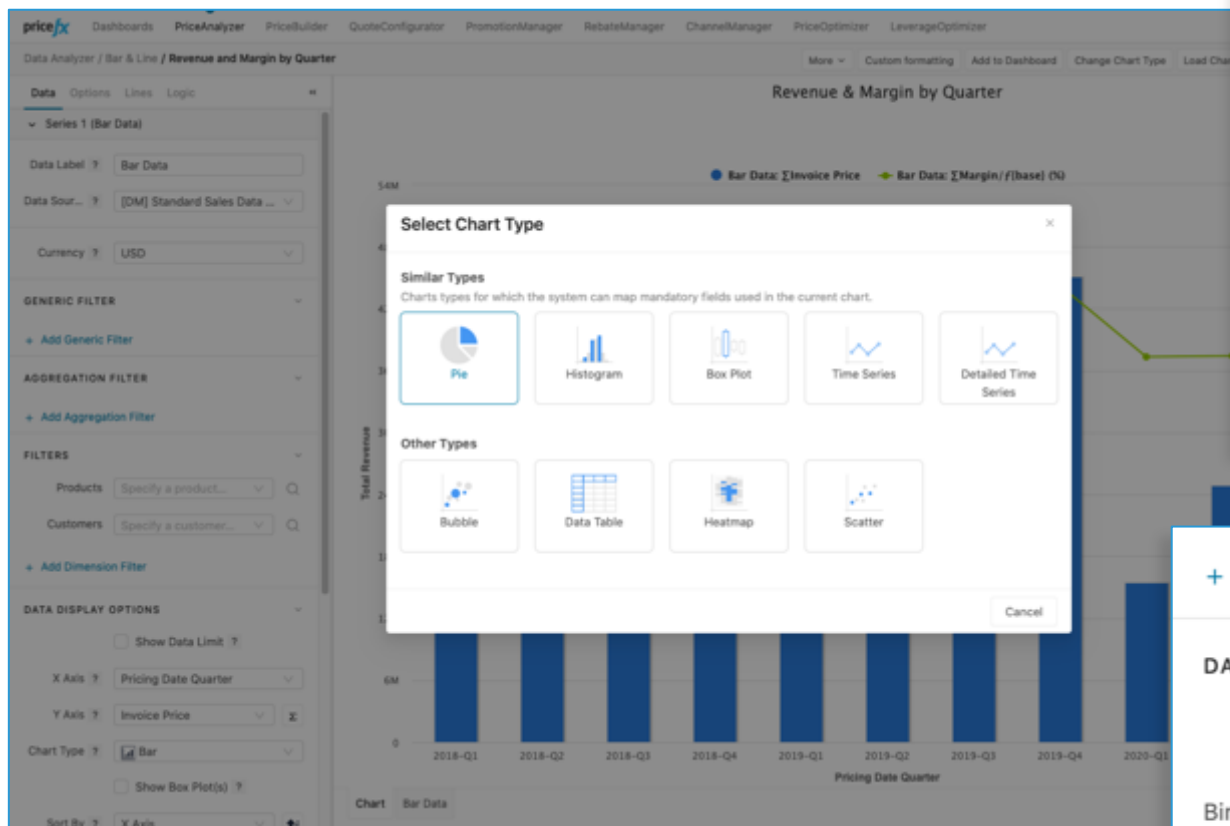 pricefx Dashboards PriceAnalyzer PriceBuilder QuoteConfigurator PromotionManager RebateManager ChannelManager PriceOptimizer LeverageOptimizer
Data Analyzer / Bar & Line / Revenue and Margin by Quarter More Custom formatting Add to Dashboard Change Chart Type Load Char
Data Options Lines Logic
Revenue & Margin by Quarter
Series 1 (Bar Data)
Data Label ? Bar Data
Bar Data: ∑Invoice Price Bar Data: ∑Margin/ƒ[base] (%)
54M
Data Sour... ? [DM] Standard Sales Data ...
Currency ? USD
GENERIC FILTER
+ Add Generic Filter
AGGREGATION FILTER
+ Add Aggregation Filter
FILTERS
Products Specify a product...
Customers Specify a customer...
+ Add Dimension Filter
DATA DISPLAY OPTIONS
Show Data Limit ?
X Axis ? Pricing Date Quarter
Y Axis ? Invoice Price Σ
Chart Type ? Bar
Show Box Plot(s) ?
Sort By ? X Axis
Select Chart Type
Similar Types
Charts types for which the system can map mandatory fields used in the current chart.
Pie Histogram Box Plot Time Series Detailed Time
Series
Other Types
Bubble Data Table Heatmap Scatter
Cancel
Total Revenue
6M
0
2018-Q1 2018-Q2 2018-Q3 2018-Q4 2019-Q1 2019-Q2 2019-Q3 2019-Q4 2020-Q1
Pricing Date Quarter
Chart Bar Data
+
DA
Bin